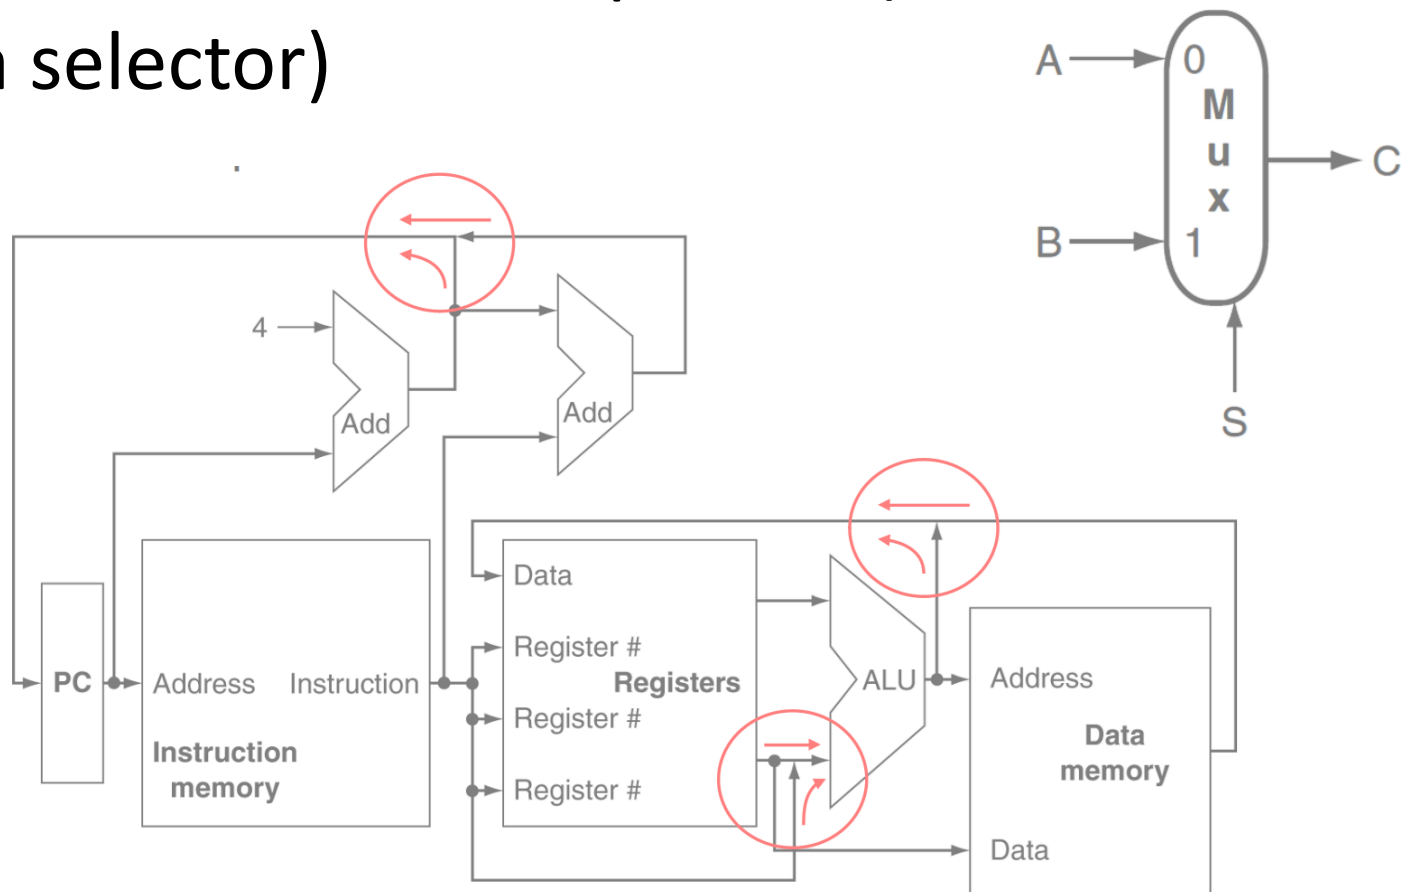 selector)
A
0
M
u
x
C
B
1
S
4
Add
Add
Data
Register #
Registers
ALU
Address
PC
Address
Instruction
Register #
Data
memory
Instruction
memory
Register #
Data